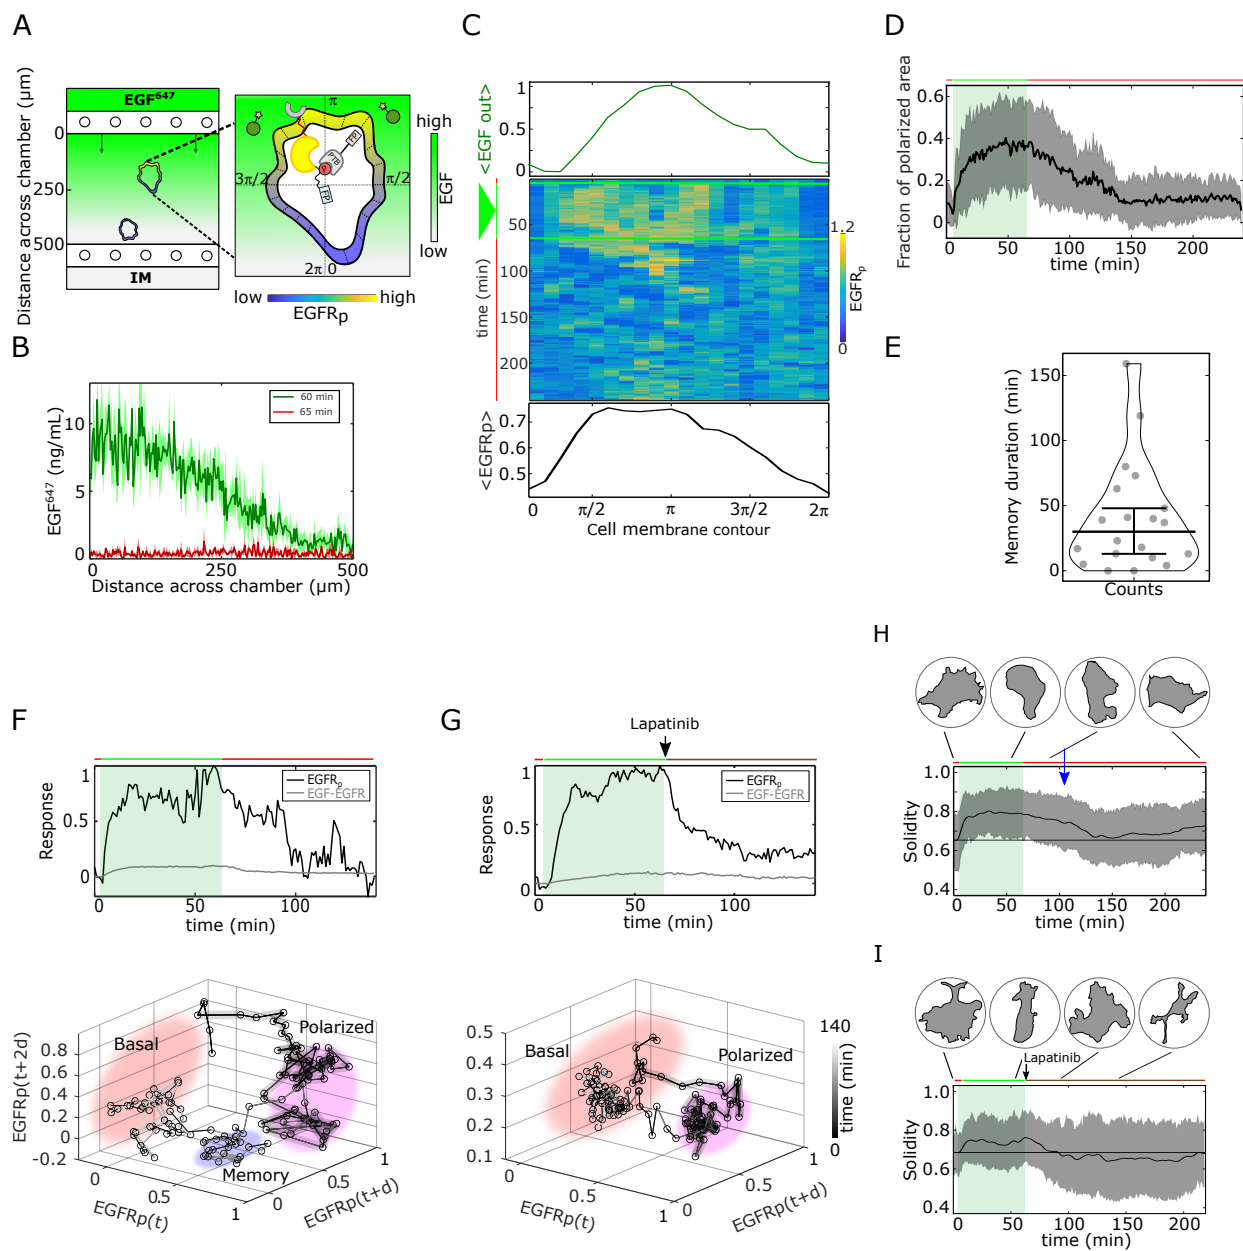 A
Distance across chamber (μm)
0
250
500
EGF647
IM
π
3π/2
π/2
2π 0
P
PTB
FP
FP
high
EGF
low
low
high
EGFRp
B
EGF647 (ng/mL)
10
5
0
60 min
65 min
0
250
500
Distance across chamber (μm)
C
<EGF out>
1
0.5
0
time (min)
50
100
150
200
1.2
EGFRp
0
<EGFRp>
0.7
0.6
0.5
0
π/2
π
3π/2
2π
Cell membrane contour
D
Fraction of polarized area
0.6
0.4
0.2
0
0
50
100
150
200
time (min)
E
Memory duration (min)
150
100
50
0
Counts
F
Response
1
0.5
0
EGFRp
EGF-EGFR
0
50
100
time (min)
EGFRp(t+2d)
0.8
0.6
0.4
0.2
0
-0.2
Basal
Polarized
Memory
0
0.5
1
EGFRp(t)
0
0.5
1
EGFRp(t+d)
G
Lapatinib
Response
1
0.5
0
EGFRp
EGF-EGFR
0
50
100
time (min)
0.5
0.4
0.3
0.2
0.1
Basal
Polarized
0
0.5
1
EGFRp(t)
0
0.5
1
EGFRp(t+d)
140
time (min)
0
H
Solidity
1.0
0.8
0.6
0.4
0
50
100
150
200
time (min)
I
Lapatinib
Solidity
1.0
0.8
0.6
0.4
0
50
100
150
200
time (min)